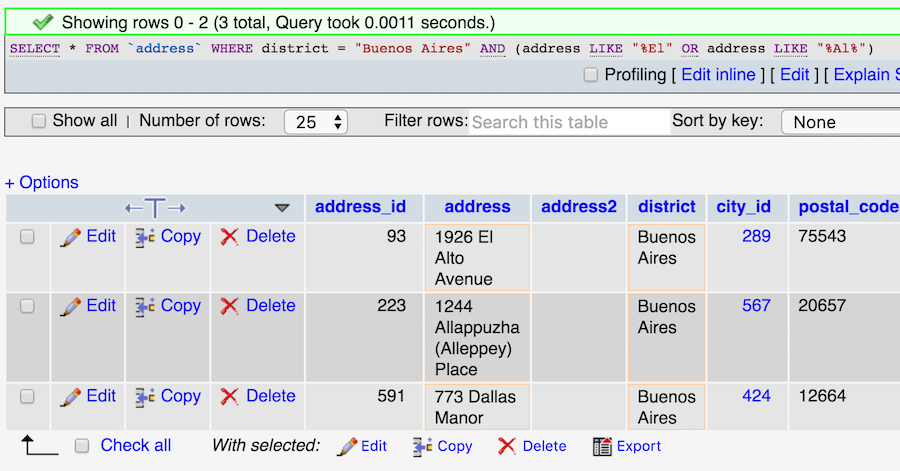 Showing rows 0 - 2 (3 total, Query took 0.0011 seconds.)
SELECT * FROM `address` WHERE district = "Buenos Aires" AND (address LIKE "%El" OR address LIKE "%Al%")
Profiling [ Edit inline ] [ Edit ] [ Explain S
Show all | Number of rows: 25 Filter rows: Search this table Sort by key: None
+ Options
←T→ address_id address address2 district city_id postal_code
Edit Copy Delete 93 1926 El Buenos 289 75543
Alto Aires
Avenue
Edit Copy Delete 223 1244 Buenos 567 20657
Allappuzha Aires
(Alleppey)
Place
Edit Copy Delete 591 773 Dallas Buenos 424 12664
Manor Aires
Check all With selected: Edit Copy Delete Export